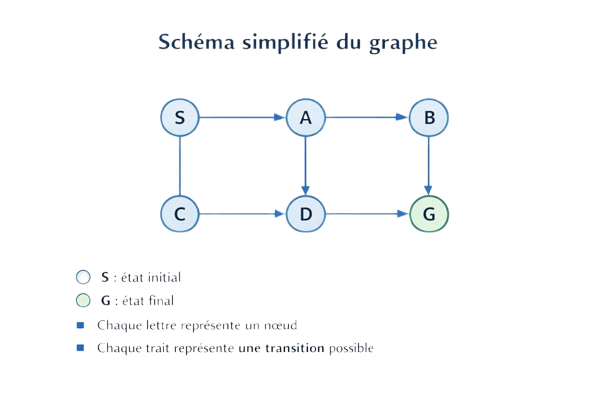 Schéma simplifié du graphe
S A B
C D G
S : état initial
G : état final
Chaque lettre représente un nœud
Chaque trait représente une transition possible